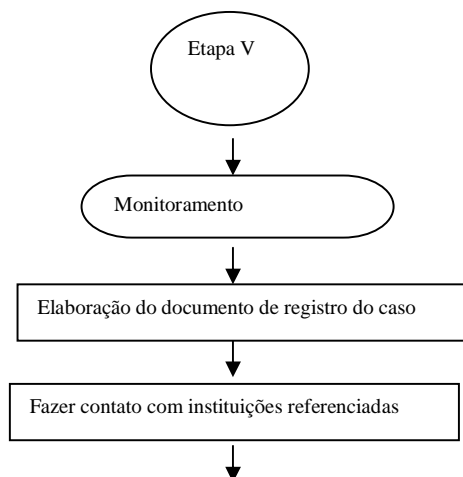 Etapa V
Monitoramento
Elaboração do documento de registro do caso
Fazer contato com instituições referenciadas